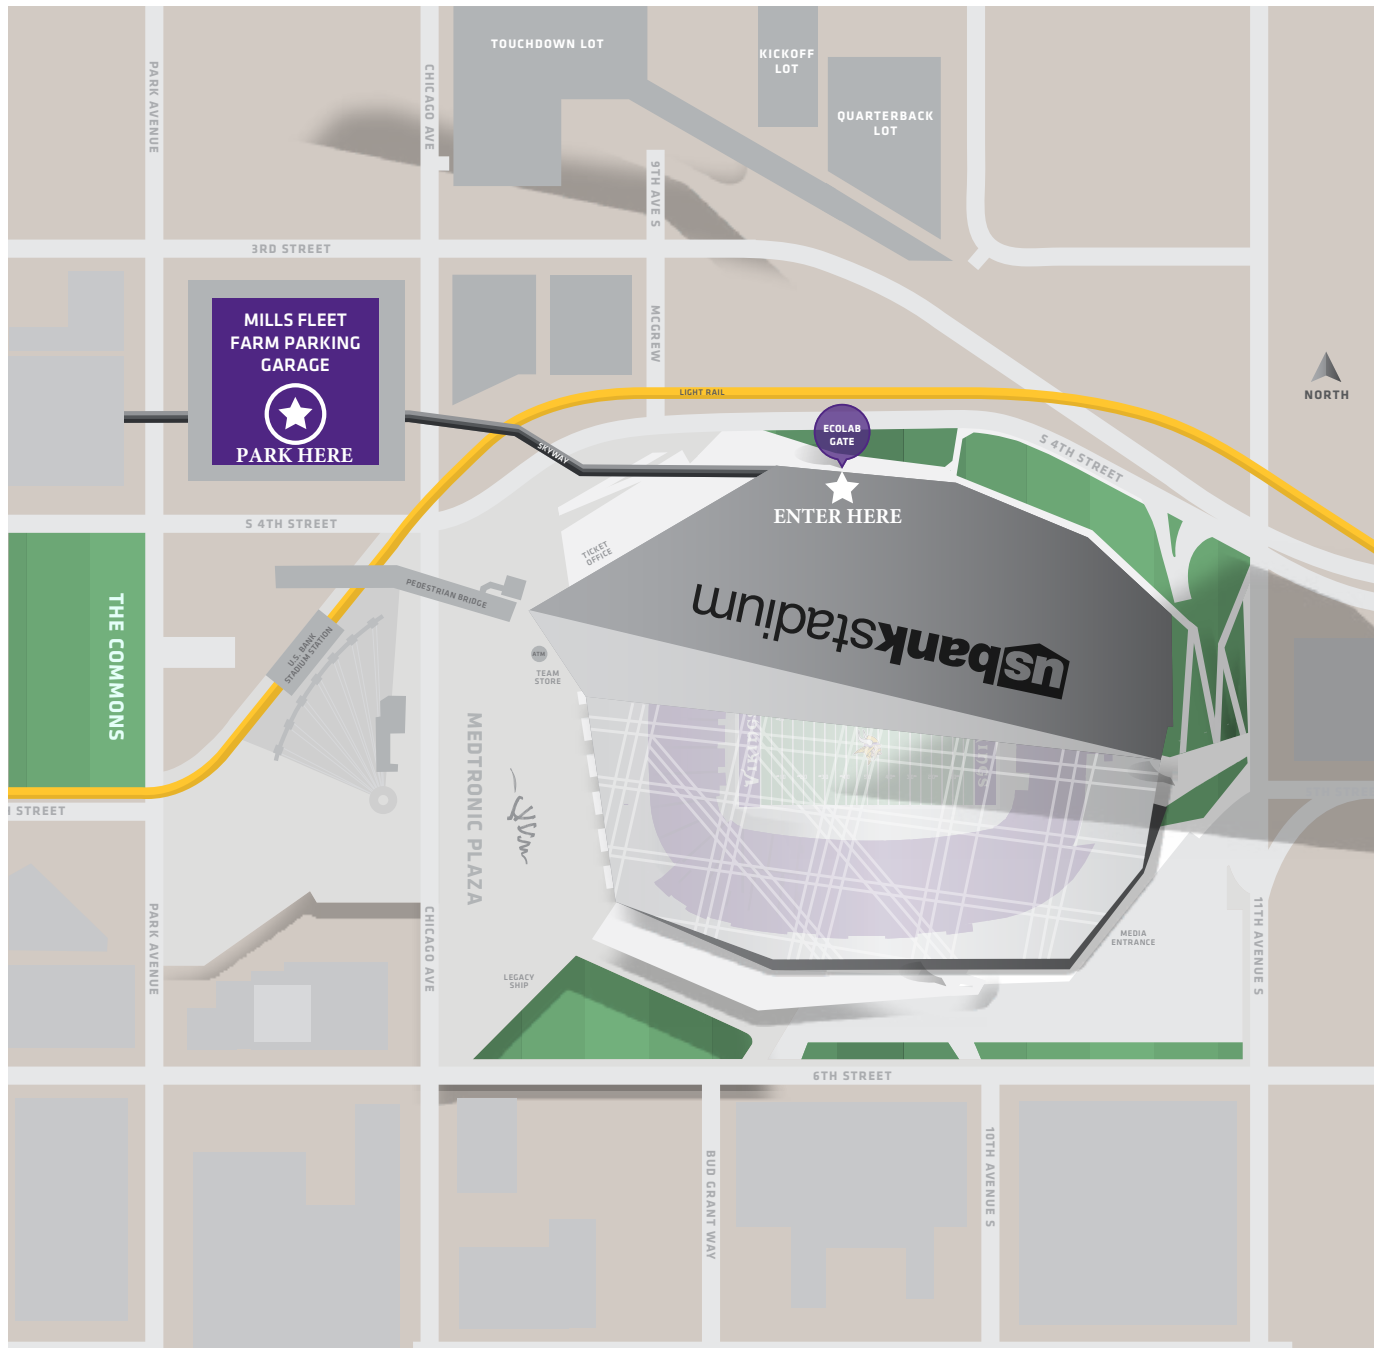 TOUCHDOWN LOT
KICKOFF
LOT
QUARTERBACK
LOT
PARK AVENUE
CHICAGO AVE
9TH AVE S
3RD STREET
MCGREW
MILLS FLEET
FARM PARKING
GARAGE
PARK HERE
LIGHT RAIL
NORTH
ECOLAB
GATE
SKYWAY
S 4TH STREET
ENTER HERE
S 4TH STREET
TICKET
OFFICE
PEDESTRIAN BRIDGE
usbankstadium
THE COMMONS
U.S. BANK
STADIUM STATION
ATM
TEAM
STORE
MEDTRONIC PLAZA
STREET
PARK AVENUE
CHICAGO AVE
11TH AVENUE S
MEDIA
ENTRANCE
LEGACY
SHIP
6TH STREET
BUD GRANT WAY
10TH AVENUE S